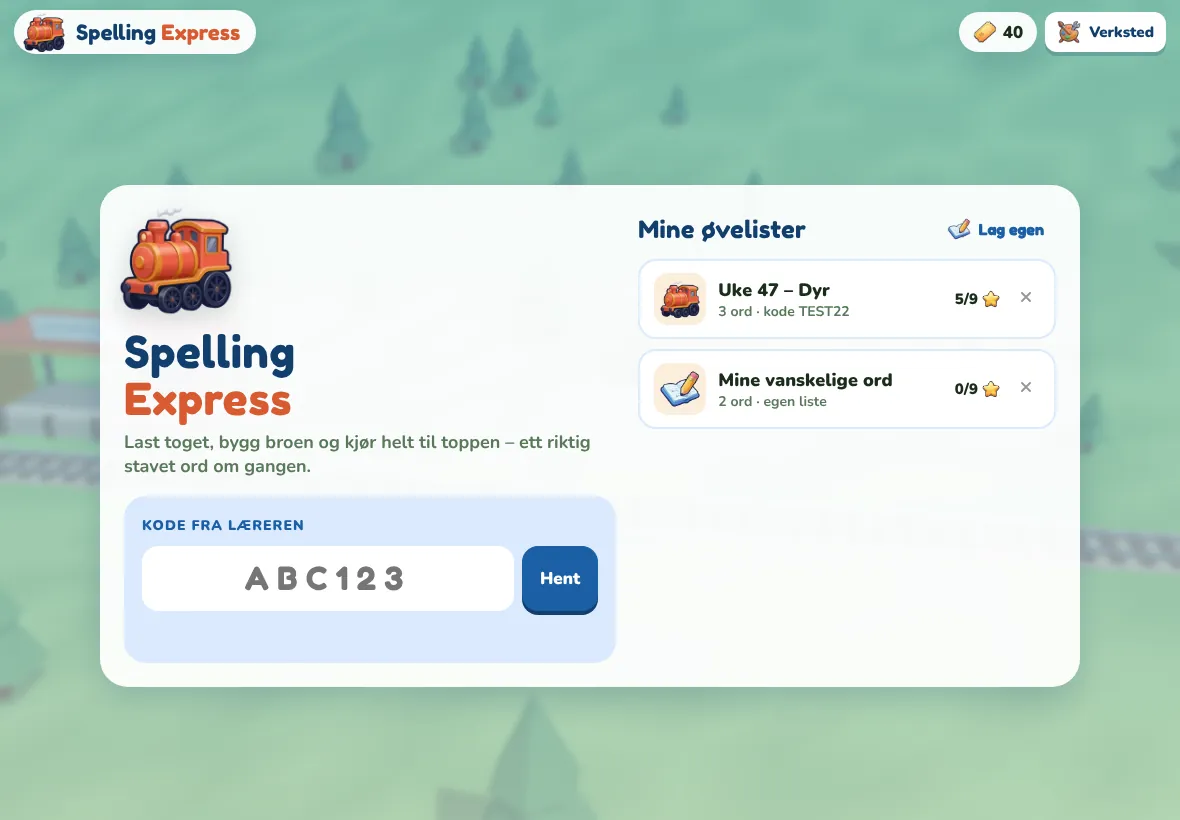 Spelling Express
40
Verksted
Spelling
Express
Last toget, bygg broen og kjør helt til toppen – ett riktig
stavet ord om gangen.
KODE FRA LÆREREN
ABC123
Hent
Mine øvelister
Lag egen
Uke 47 – Dyr
3 ord · kode TEST22
5/9
×
Mine vanskelige ord
2 ord · egen liste
0/9
×